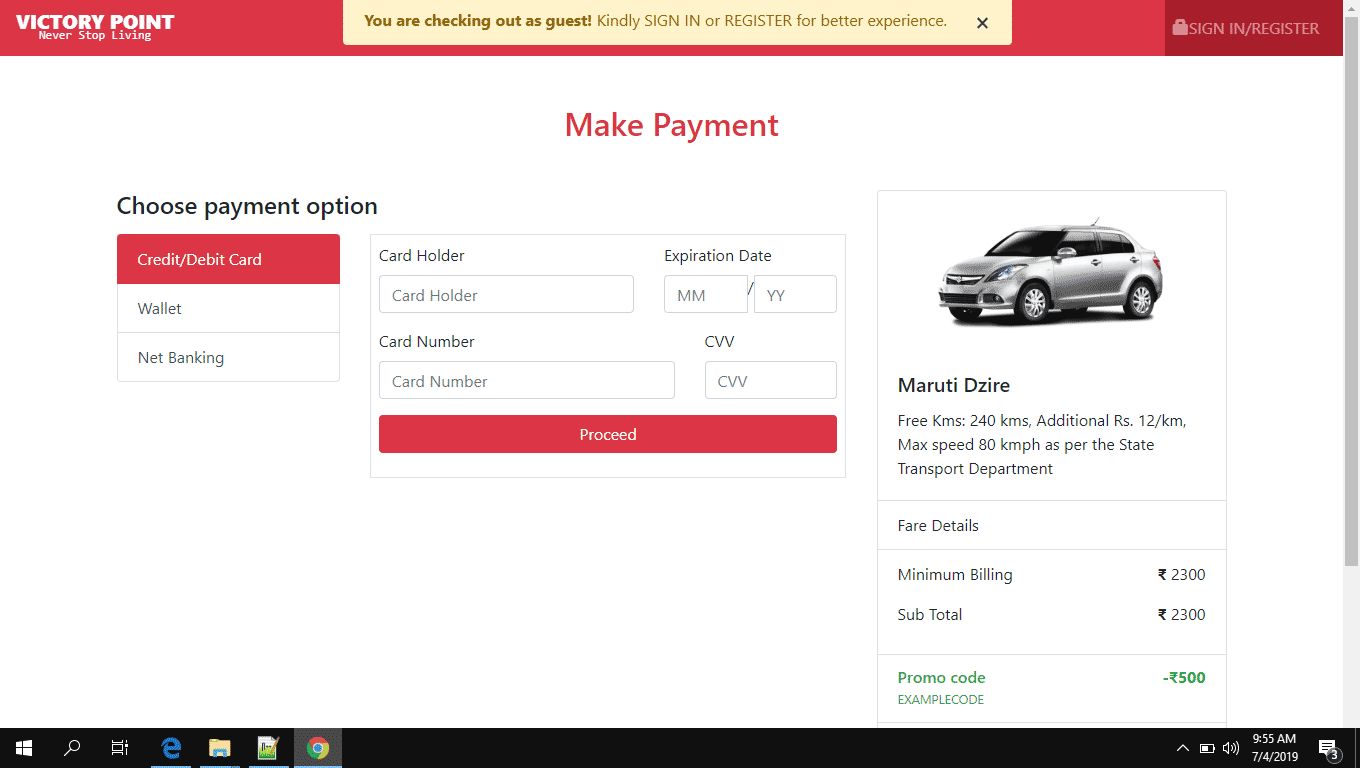 VICTORY POINT
Never Stop Living
You are checking out as guest! Kindly SIGN IN or REGISTER for better experience.
×
SIGN IN/REGISTER
Make Payment
Choose payment option
Credit/Debit Card
Wallet
Net Banking
Card Holder
Expiration Date
Card Holder
MM / YY
Card Number
CVV
Card Number
CVV
Proceed
Maruti Dzire
Free Kms: 240 kms, Additional Rs. 12/km,
Max speed 80 kmph as per the State
Transport Department
Fare Details
Minimum Billing ₹ 2300
Sub Total ₹ 2300
Promo code -₹500
EXAMPLECODE
9:55 AM
7/4/2019
3